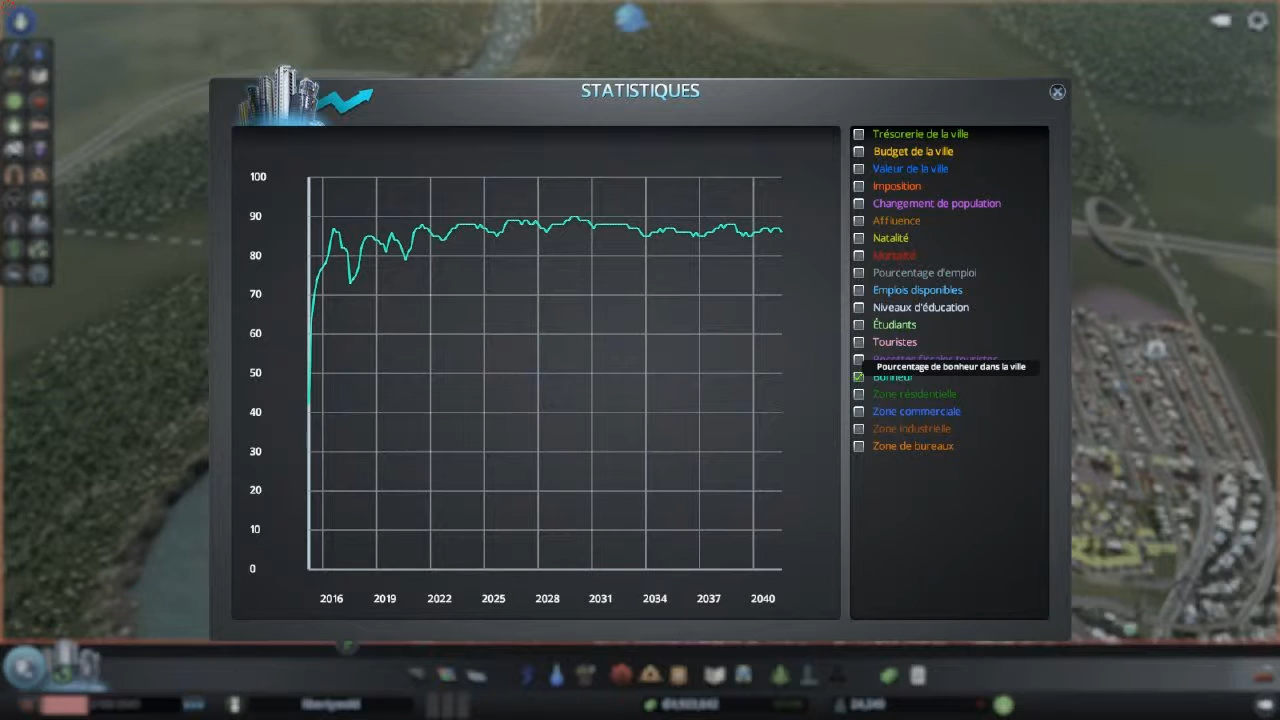 STATISTIQUES
100
90
80
70
60
50
40
30
20
10
0
2016 2019 2022 2025 2028 2031 2034 2037 2040
Trésorerie de la ville
Budget de la ville
Valeur de la ville
Imposition
Changement de population
Affluence
Natalité
Mortalité
Pourcentage d'emploi
Emplois disponibles
Niveaux d'éducation
Étudiants
Touristes
Recettes fiscales touristes
Pourcentage de bonheur dans la ville
Bonheur
Zone résidentielle
Zone commerciale
Zone industrielle
Zone de bureaux